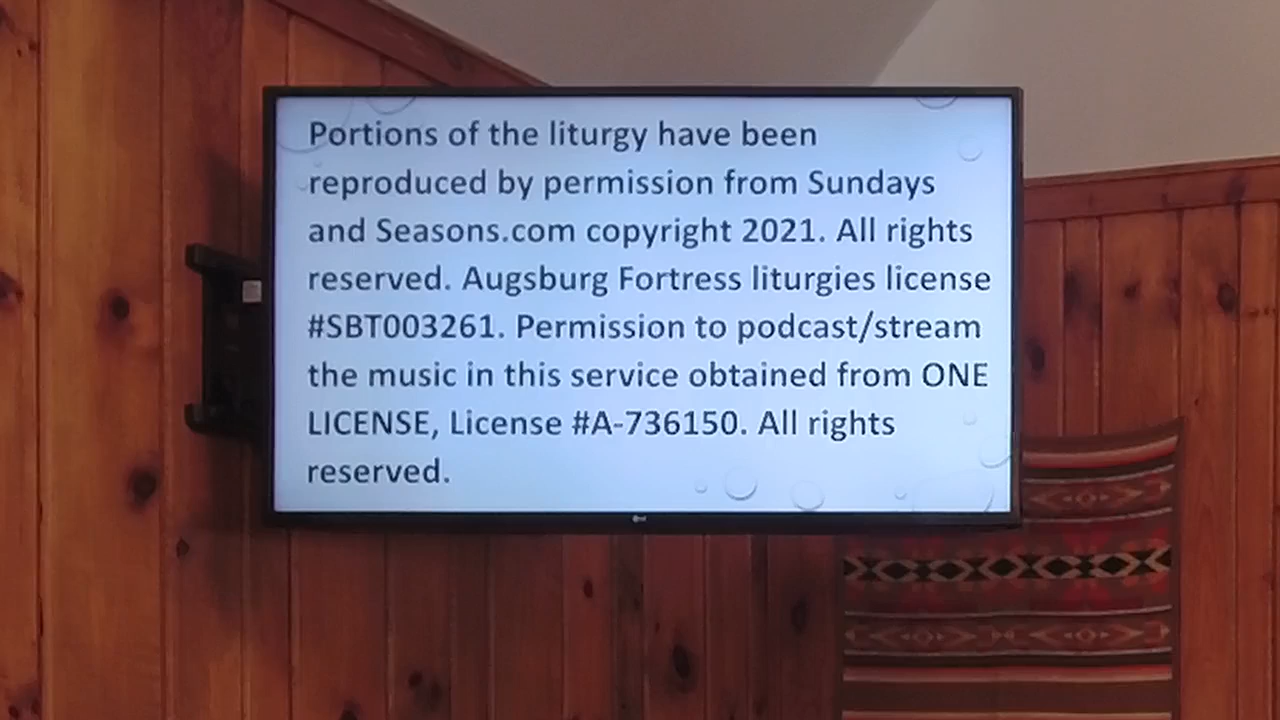 Portions of the liturgy have been
reproduced by permission from Sundays
and Seasons.com copyright 2021. All rights
reserved. Augsburg Fortress liturgies license
#SBT003261. Permission to podcast/stream
the music in this service obtained from ONE
LICENSE, License #A-736150. All rights
reserved.